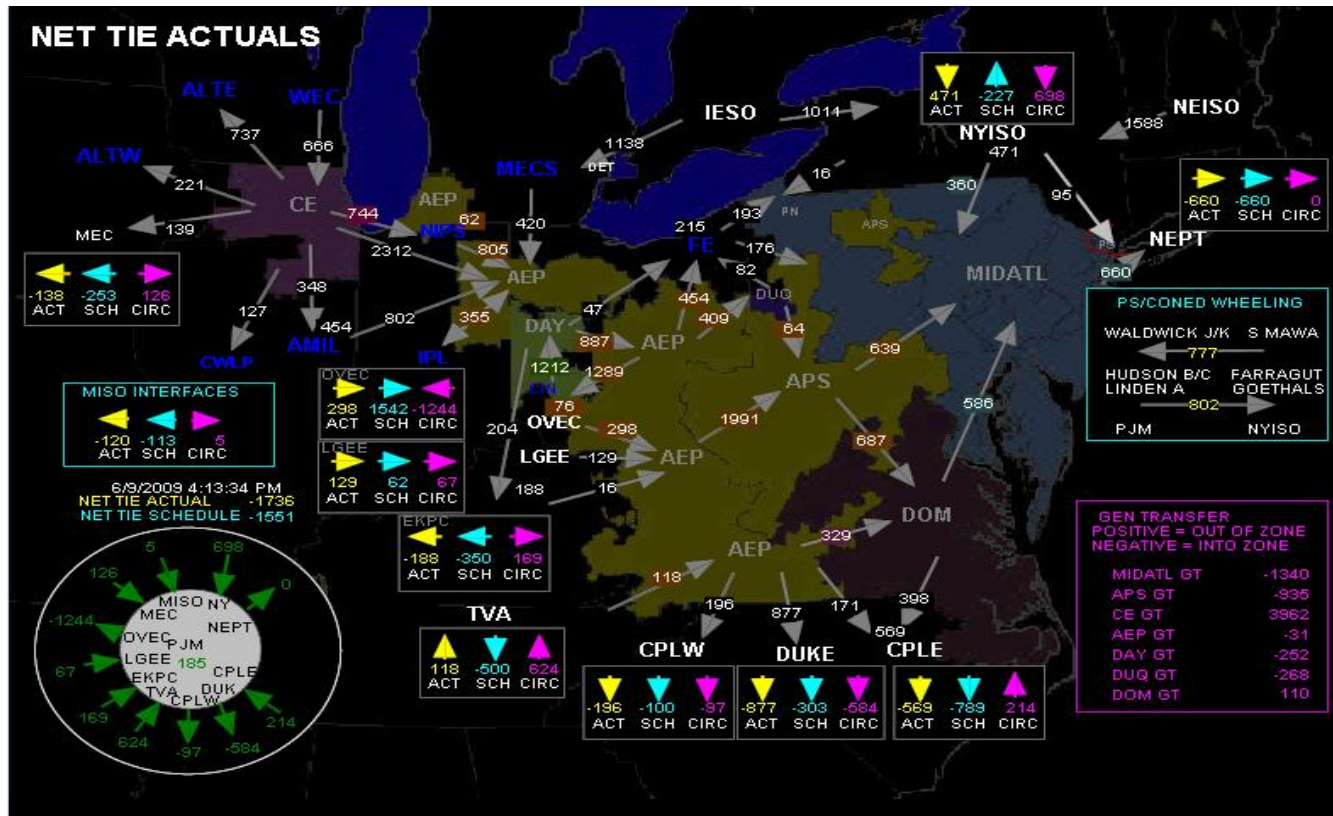 NET TIE ACTUALS
ALTE
WEC
737
666
ALTW
221
CE
MEC
139
744
2312
348
127
454
CWLP
AMIL
802
AEP
62
NIPS
805
MECS
420
AEP
355
IPL
IESO
1138
1014
DET
215
193
FE
176
82
16
PN
APS
360
MIDATL
NYISO
471
95
1588
NEISO
471 -227 698
ACT SCH CIRC
-660 -660 0
ACT SCH CIRC
NEPT
PS
660
-138 -253 126
ACT SCH CIRC
DAY
47
887
AEP
454
409
DUQ
64
1212
1289
APS
639
586
76
OVEC
298
1991
687
204
LGEE
129
AEP
188
16
DOM
AEP
329
118
196
877
171
398
569
OVEC
298 1542 -1244
ACT SCH CIRC
LGEE
129 62 67
ACT SCH CIRC
EKPC
-188 -350 169
ACT SCH CIRC
MISO INTERFACES
-120 -113 5
ACT SCH CIRC
6/9/2009 4:13:34 PM
NET TIE ACTUAL -1736
NET TIE SCHEDULE -1551
5
698
126
0
-1244
67
169
624
-97
-584
214
MISO NY
MEC
NEPT
OVEC
PJM
LGEE
185
CPLE
EKPC
TVA
DUK
CPLW
TVA
118 -500 624
ACT SCH CIRC
CPLW
-196 -100 -97
ACT SCH CIRC
DUKE
-877 -303 -584
ACT SCH CIRC
CPLE
-569 -789 214
ACT SCH CIRC
PS/CONED WHEELING
WALDWICK J/K S MAWA
777
HUDSON B/C FARRAGUT
LINDEN A GOETHALS
802
PJM NYISO
GEN TRANSFER
POSITIVE = OUT OF ZONE
NEGATIVE = INTO ZONE
MIDATL GT -1340
APS GT -935
CE GT 3962
AEP GT -31
DAY GT -252
DUQ GT -268
DOM GT 110